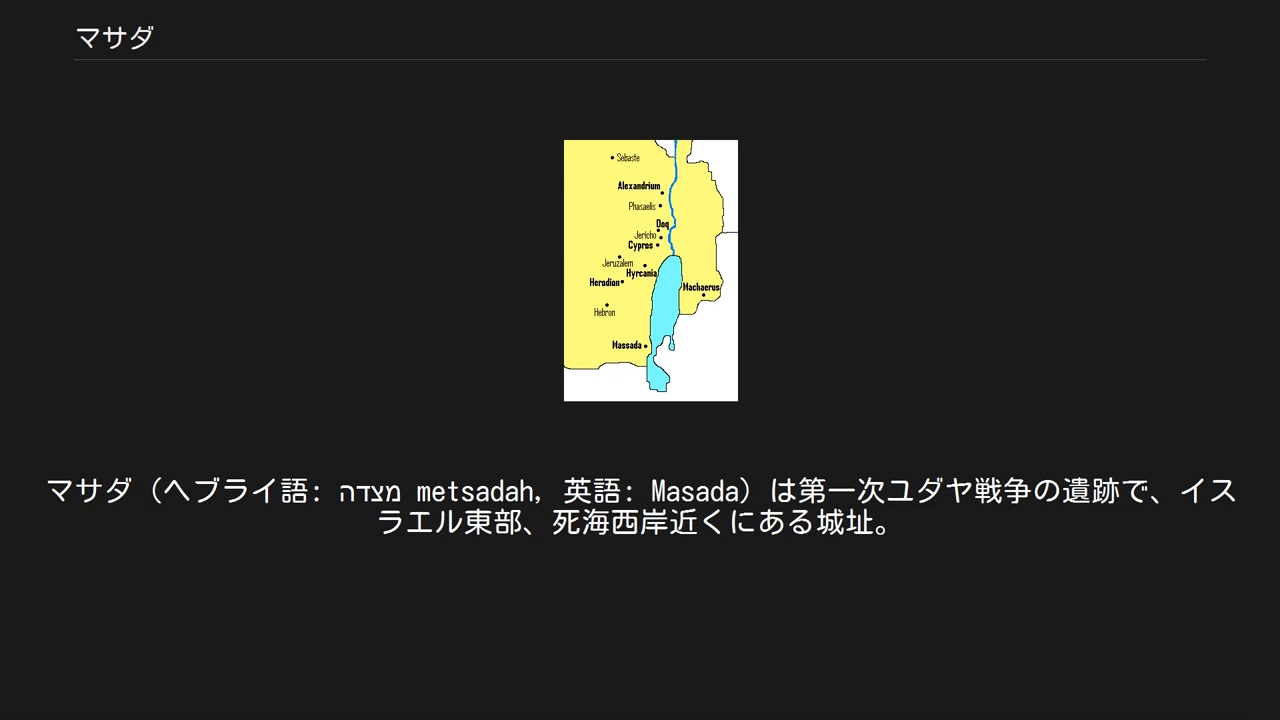 マサダ
Sebaste
Alexandrium
Phasaelis
Doq
Jericho
Cypros
Jeruzalem
Hyrcania
Herodion
Machaerus
Hebron
Massada
マサダ（ヘブライ語: מצדה metsadah, 英語: Masada）は第一次ユダヤ戦争の遺跡で、イス
ラエル東部、死海西岸近くにある城址。